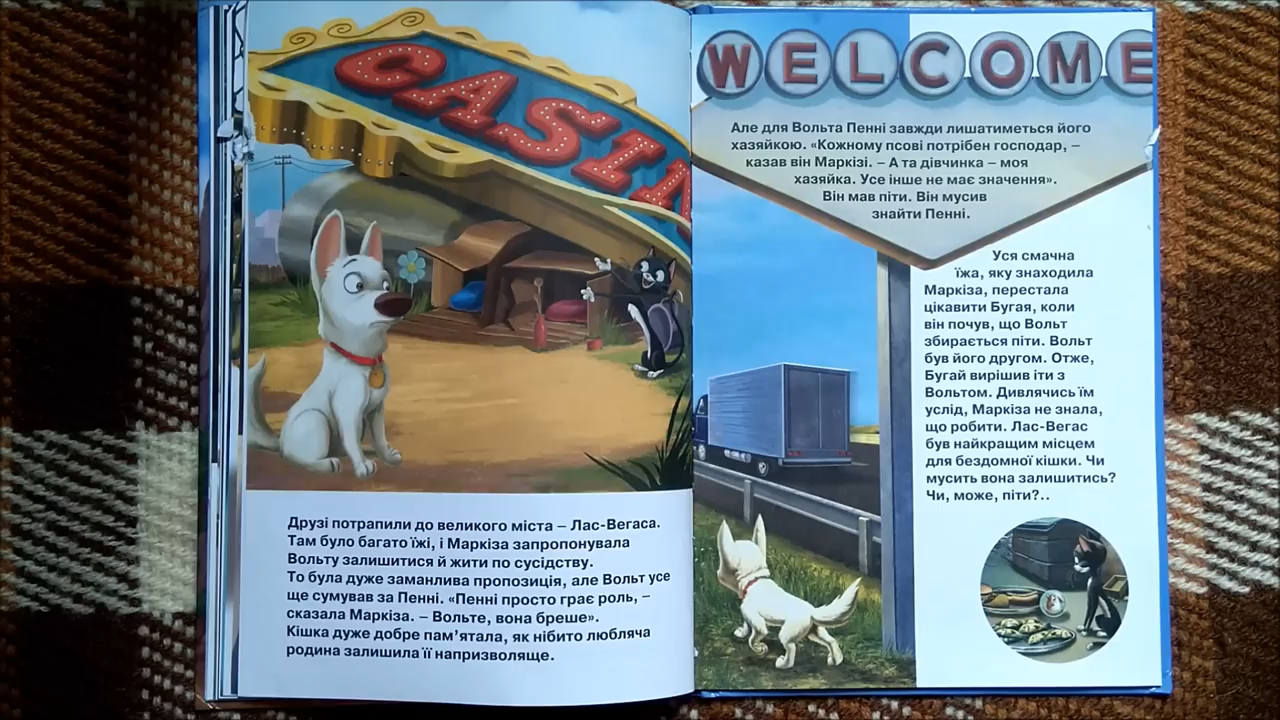 CASIN
Друзі потрапили до великого міста – Лас-Вегаса.
Там було багато їжі, і Маркіза запропонувала
Вольту залишитися й жити по сусідству.
То була дуже заманлива пропозиція, але Вольт усе
ще сумував за Пенні. «Пенні просто грає роль, –
сказала Маркіза. – Вольте, вона бреше».
Кішка дуже добре пам’ятала, як нібито любляча
родина залишила її напризволяще.
WELCOME
Але для Вольта Пенні завжди лишатиметься його
хазяйкою. «Кожному псові потрібен господар, –
казав він Маркізі. – А та дівчинка – моя
хазяйка. Усе інше не має значення».
Він мав піти. Він мусив
знайти Пенні.
Уся смачна
їжа, яку знаходила
Маркіза, перестала
цікавити Бугая, коли
він почув, що Вольт
збирається піти. Вольт
був його другом. Отже,
Бугай вирішив іти з
Вольтом. Дивлячись їм
услід, Маркіза не знала,
що робити. Лас-Вегас
був найкращим місцем
для бездомної кішки. Чи
мусить вона залишитись?
Чи, може, піти?..